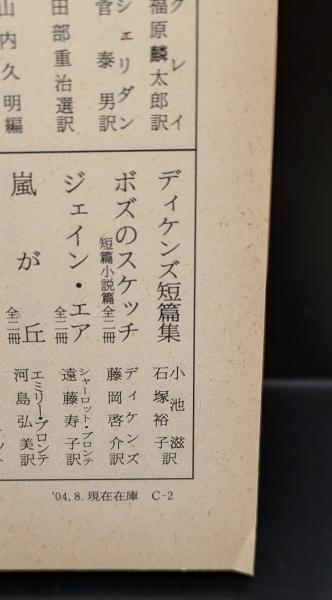 グレイ
福原麟太郎訳
シェリダン
菅泰男訳
田部重治選訳
山内久明編
ディケンズ短篇集
小池滋
石塚裕子訳
ボズのスケッチ
短篇小説篇
全二冊
ディケンズ
藤岡啓介訳
ジェイン・エア
全二冊
シャーロット・ブロンテ
遠藤寿子訳
嵐が丘
全二冊
エミリー・ブロンテ
河島弘美訳
'04,8.現在在庫 C-2